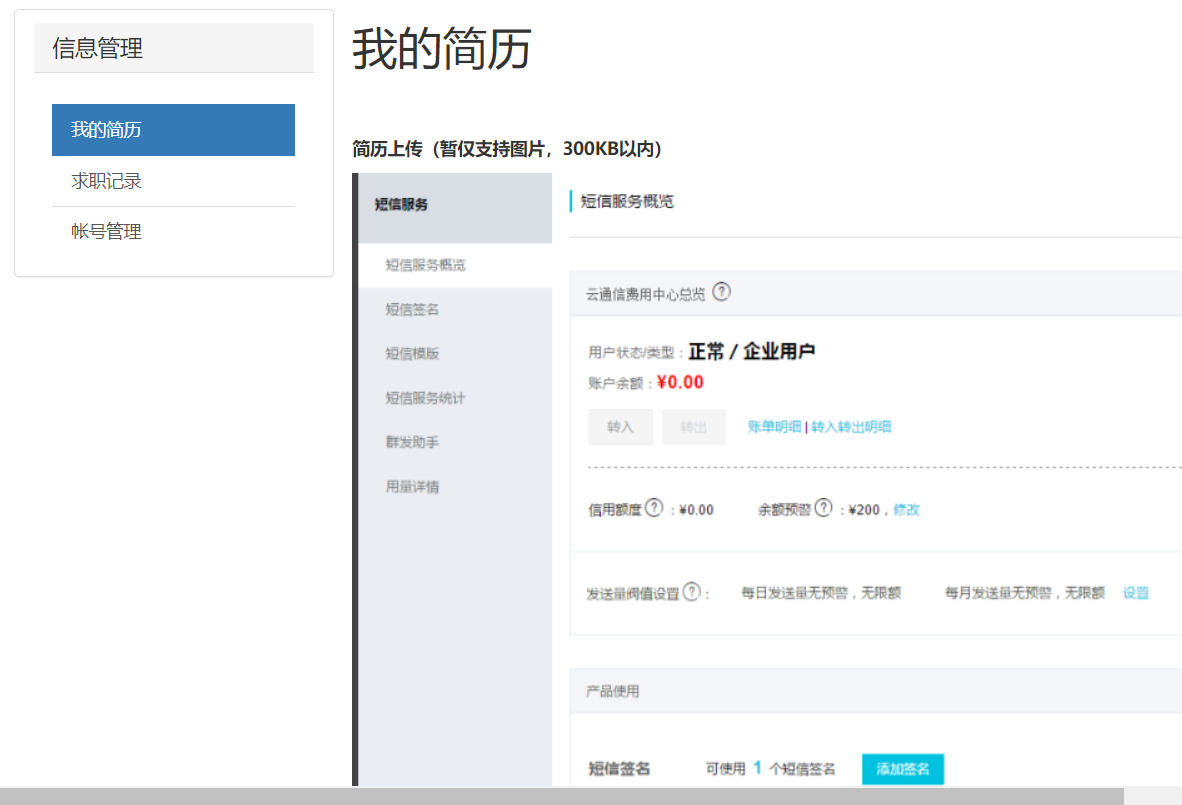 信息管理
我的简历
求职记录
帐号管理
我的简历
简历上传（暂仅支持图片，300KB以内）
短信服务
短信服务概览
短信签名
短信模版
短信服务统计
群发助手
用量详情
短信服务概览
云通信费用中心总览 ?
用户状态/类型：正常 / 企业用户
账户余额：¥0.00
转入 转出 账单明细 | 转入转出明细
信用额度 ? ：¥0.00 余额预警 ? ：¥200，修改
发送量阀值设置 ? ： 每日发送量无预警，无限额 每月发送量无预警，无限额 设置
产品使用
短信签名 可使用 1 个短信签名 添加签名